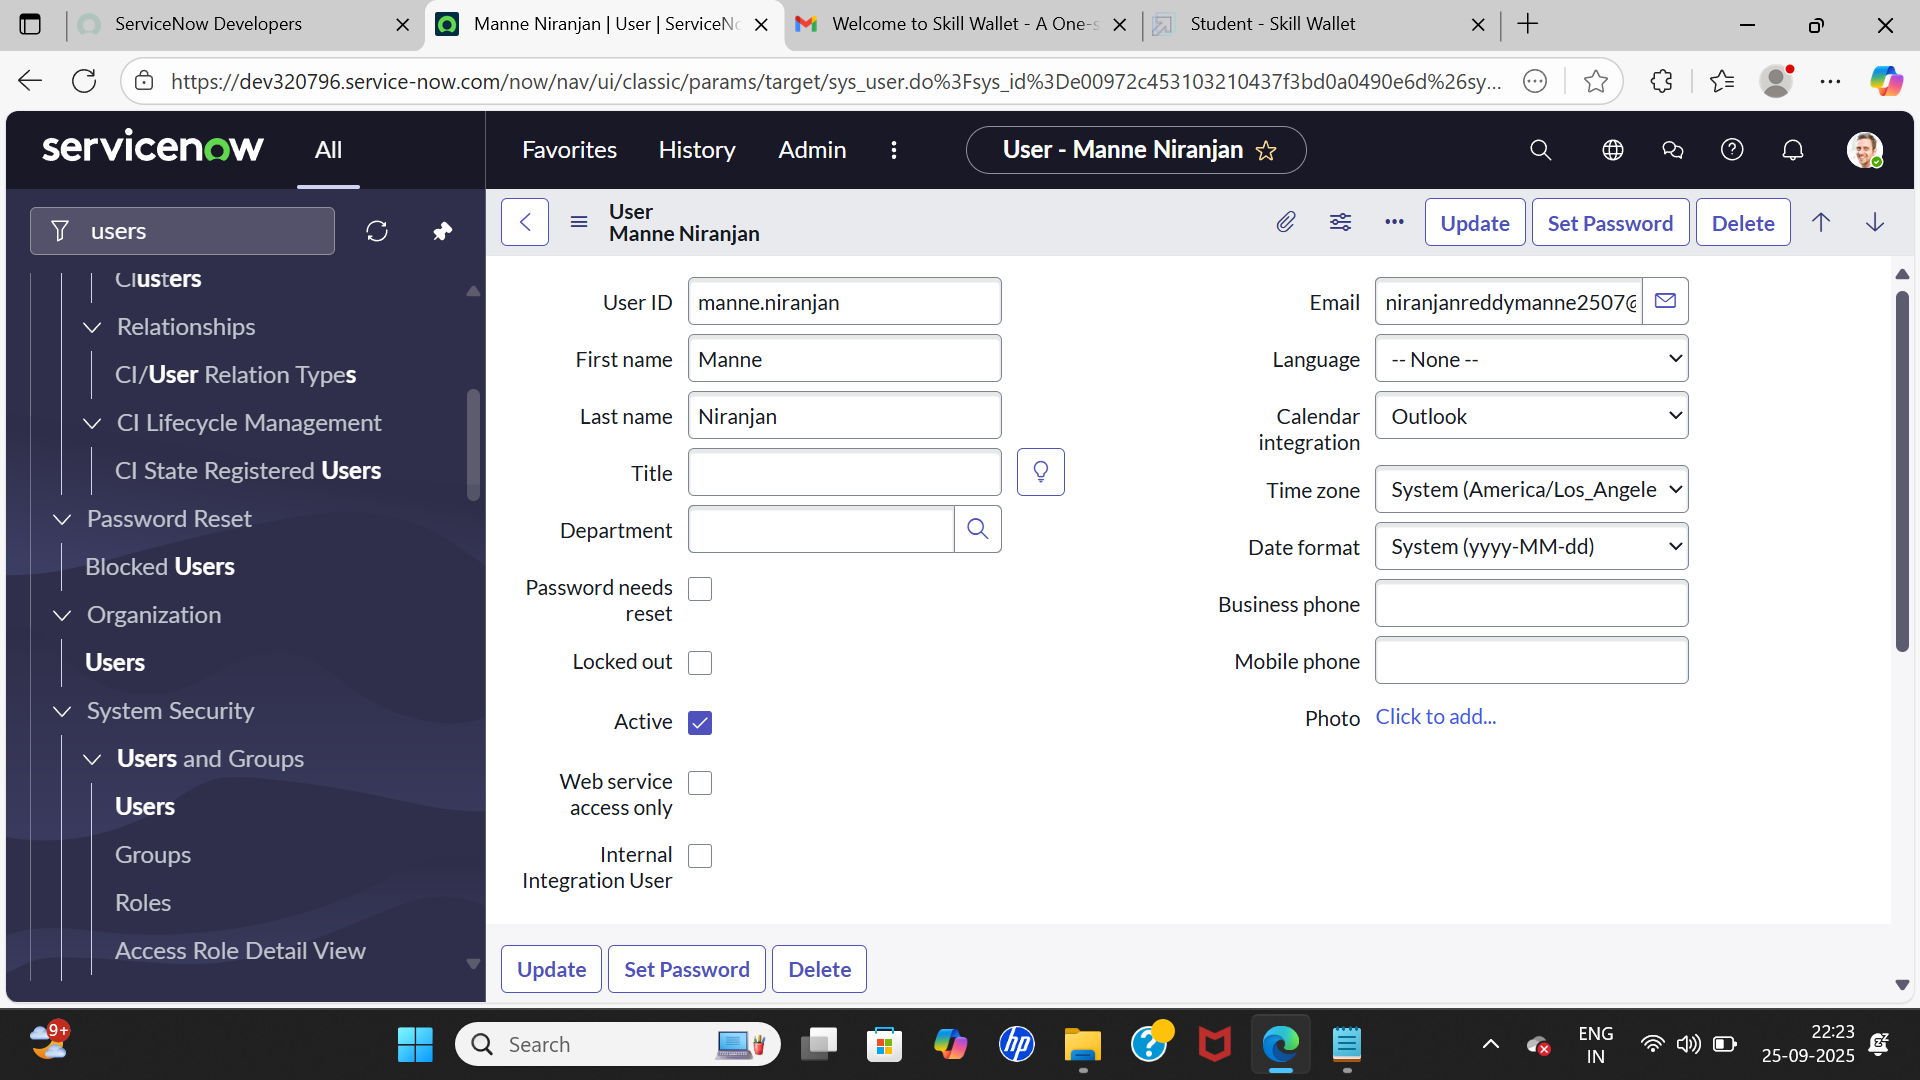 ServiceNow Developers
Manne Niranjan | User | ServiceNo
Welcome to Skill Wallet - A One-s
Student - Skill Wallet
https://dev320796.service-now.com/now/nav/ui/classic/params/target/sys_user.do%3Fsys_id%3De00972c453103210437f3bd0a0490e6d%26sy...
servicenow
All
Favorites
History
Admin
User - Manne Niranjan
users
Clusters
Relationships
CI/User Relation Types
CI Lifecycle Management
CI State Registered Users
Password Reset
Blocked Users
Organization
Users
System Security
Users and Groups
Users
Groups
Roles
Access Role Detail View
User
Manne Niranjan
Update
Set Password
Delete
User ID
manne.niranjan
First name
Manne
Last name
Niranjan
Title
Department
Password needs
reset
Locked out
Active
Web service
access only
Internal
Integration User
Email
niranjanreddymanne2507@
Language
-- None --
Calendar
integration
Outlook
Time zone
System (America/Los_Angele
Date format
System (yyyy-MM-dd)
Business phone
Mobile phone
Photo
Click to add...
Update
Set Password
Delete
9+
Search
hp
ENG
IN
22:23
25-09-2025